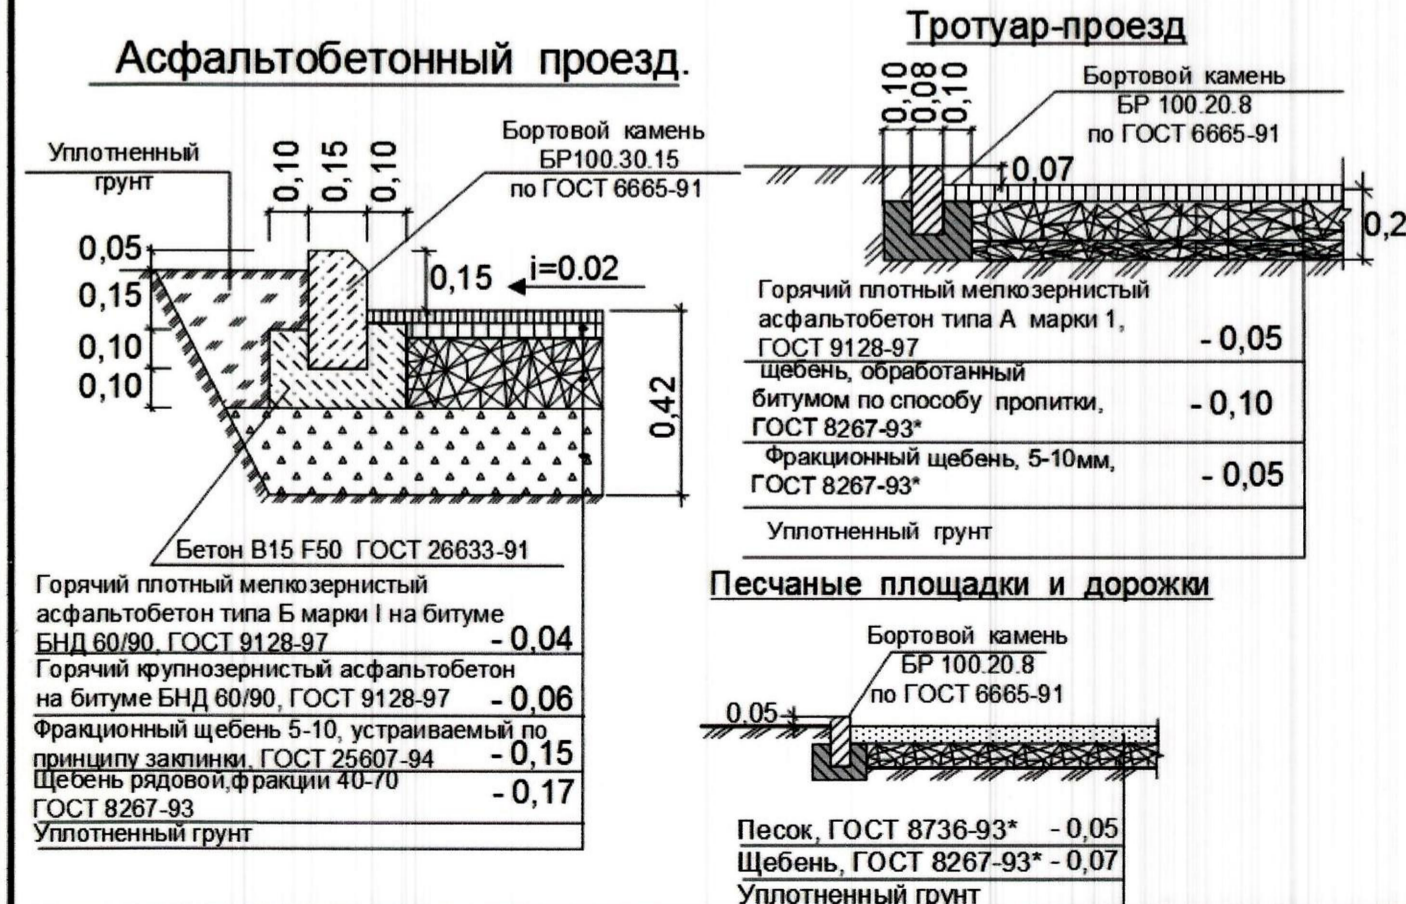 Асфальтобетонный проезд.
Уплотненный
грунт
0,10
0,15
0,10
Бортовой камень
БР100.30.15
по ГОСТ 6665-91
0,05
0,15
0,10
0,10
0,15
i=0.02
0,42
Бетон В15 F50 ГОСТ 26633-91
Горячий плотный мелкозернистый
асфальтобетон типа Б марки I на битуме
БНД 60/90, ГОСТ 9128-97 - 0,04
Горячий крупнозернистый асфальтобетон
на битуме БНД 60/90, ГОСТ 9128-97 - 0,06
Фракционный щебень 5-10, устраиваемый по
принципу заклинки, ГОСТ 25607-94 - 0,15
Щебень рядовой,фракции 40-70
ГОСТ 8267-93 - 0,17
Уплотненный грунт
Тротуар-проезд
0,10
0,08
0,10
Бортовой камень
БР 100.20.8
по ГОСТ 6665-91
0,07
0,2
Горячий плотный мелкозернистый
асфальтобетон типа А марки 1,
ГОСТ 9128-97 - 0,05
щебень, обработанный
битумом по способу пропитки,
ГОСТ 8267-93* - 0,10
Фракционный щебень, 5-10мм,
ГОСТ 8267-93* - 0,05
Уплотненный грунт
Песчаные площадки и дорожки
Бортовой камень
БР 100.20.8
по ГОСТ 6665-91
0,05
Песок, ГОСТ 8736-93* - 0,05
Щебень, ГОСТ 8267-93* - 0,07
Уплотненный грунт